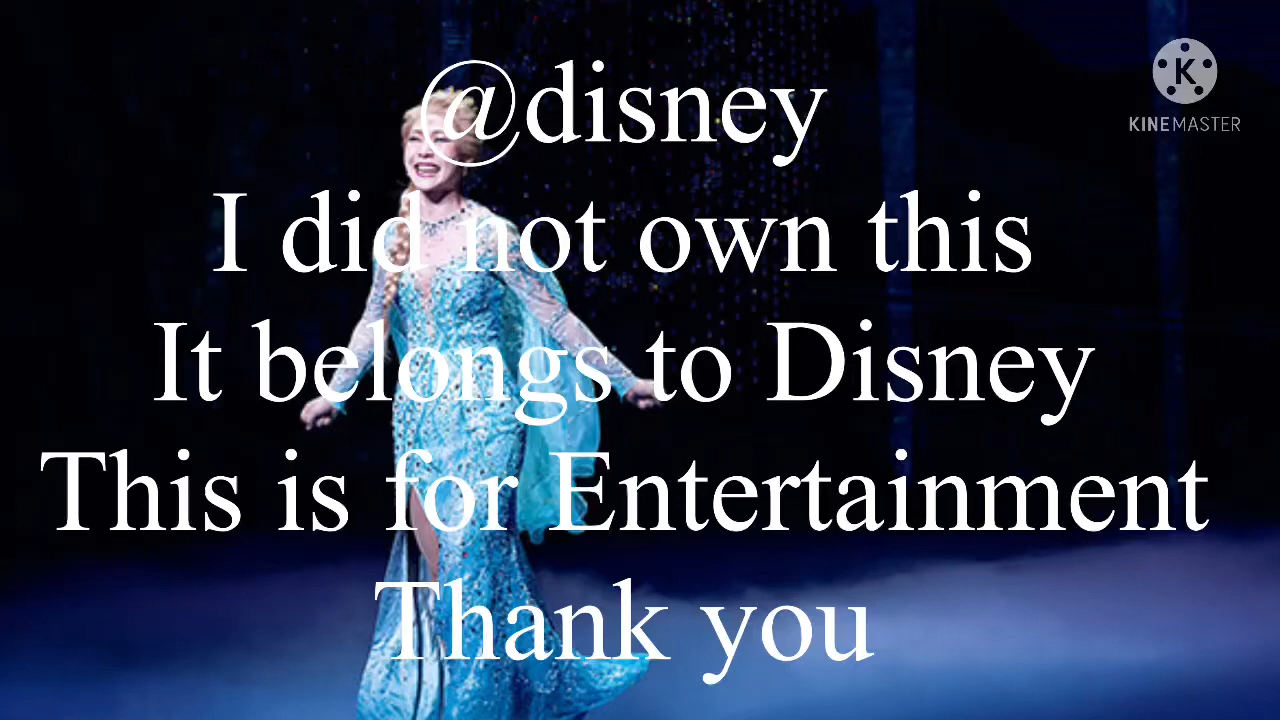 @disney
I did not own this
It belongs to Disney
This is for Entertainment
Thank you
K
KINEMASTER